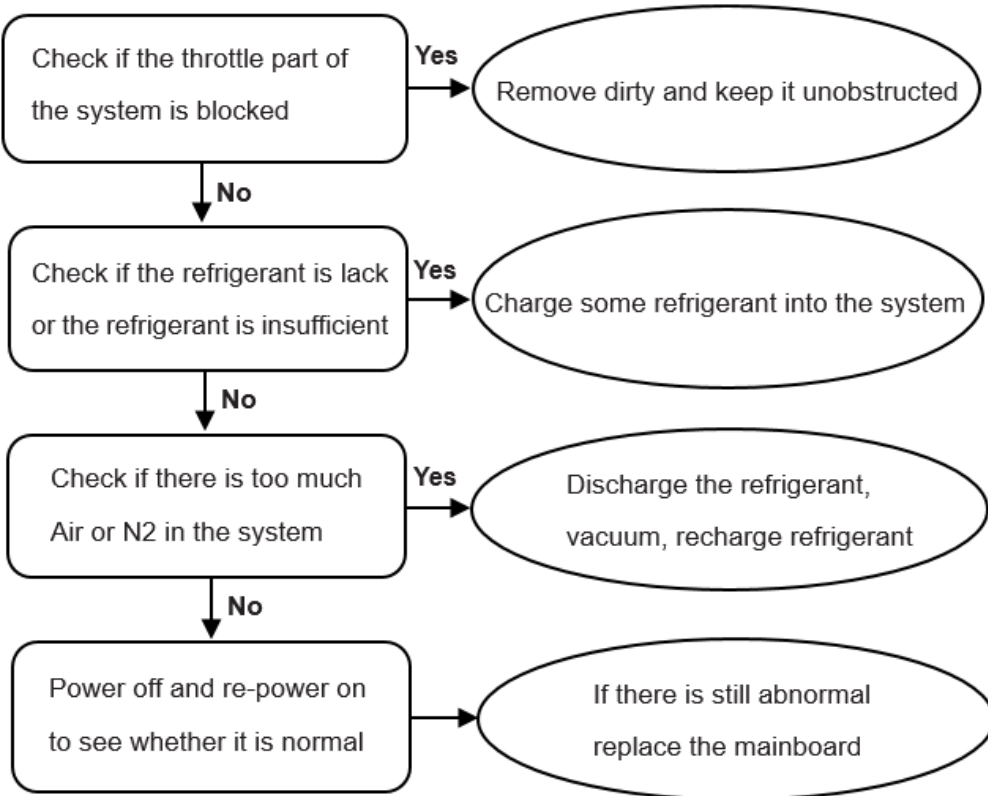 Check if the throttle part of
the system is blocked
Yes
Remove dirty and keep it unobstructed
No
Check if the refrigerant is lack
or the refrigerant is insufficient
Yes
Charge some refrigerant into the system
No
Check if there is too much
Air or N2 in the system
Yes
Discharge the refrigerant,
vacuum, recharge refrigerant
No
Power off and re-power on
to see whether it is normal
If there is still abnormal
replace the mainboard